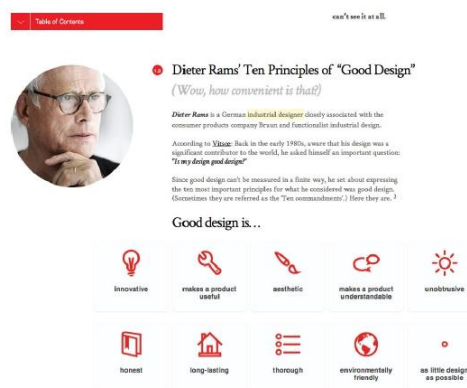 Table of Contents
can't see it at all.
Dieter Rams' Ten Principles of "Good Design"
(Wow, how convenient is that?)
Dieter Rams is a German industrial designer closely associated with the
consumer products company Braun and functionalist industrial design.
According to Vitsœ: Back in the early 1980s, aware that his design was a
significant contributor to the world, he asked himself an important question:
"Is my design good design?"
Since good design can't be measured in a finite way, he set about expressing
the ten most important principles for what he considered was good design.
(Sometimes they are referred as the 'Ten commandments'.) Here they are. 3
Good design is…
innovative
makes a product
useful
aesthetic
makes a product
understandable
unobtrusive
honest
long-lasting
thorough
environmentally
friendly
as little design
as possible